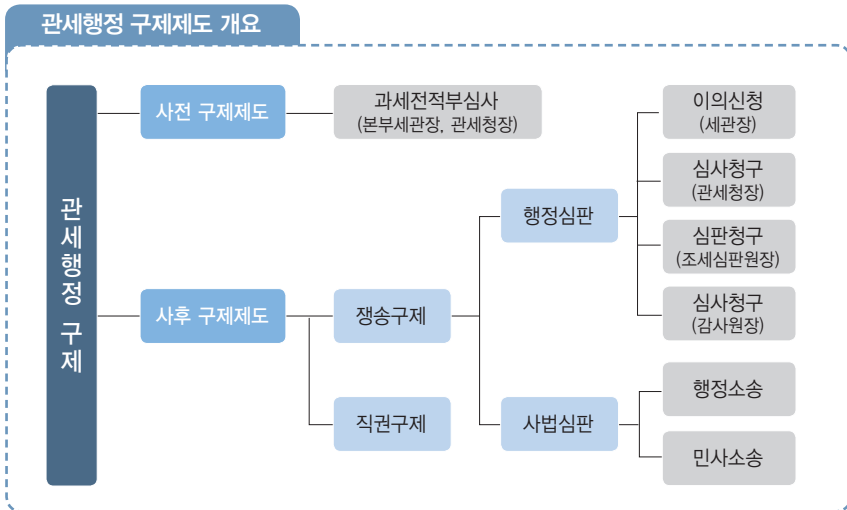 관세행정 구제제도 개요
관세행정 구제
사전 구제제도
과세전적부심사
(본부세관장, 관세청장)
사후 구제제도
쟁송구제
직권구제
행정심판
사법심판
이의신청
(세관장)
심사청구
(관세청장)
심판청구
(조세심판원장)
심사청구
(감사원장)
행정소송
민사소송